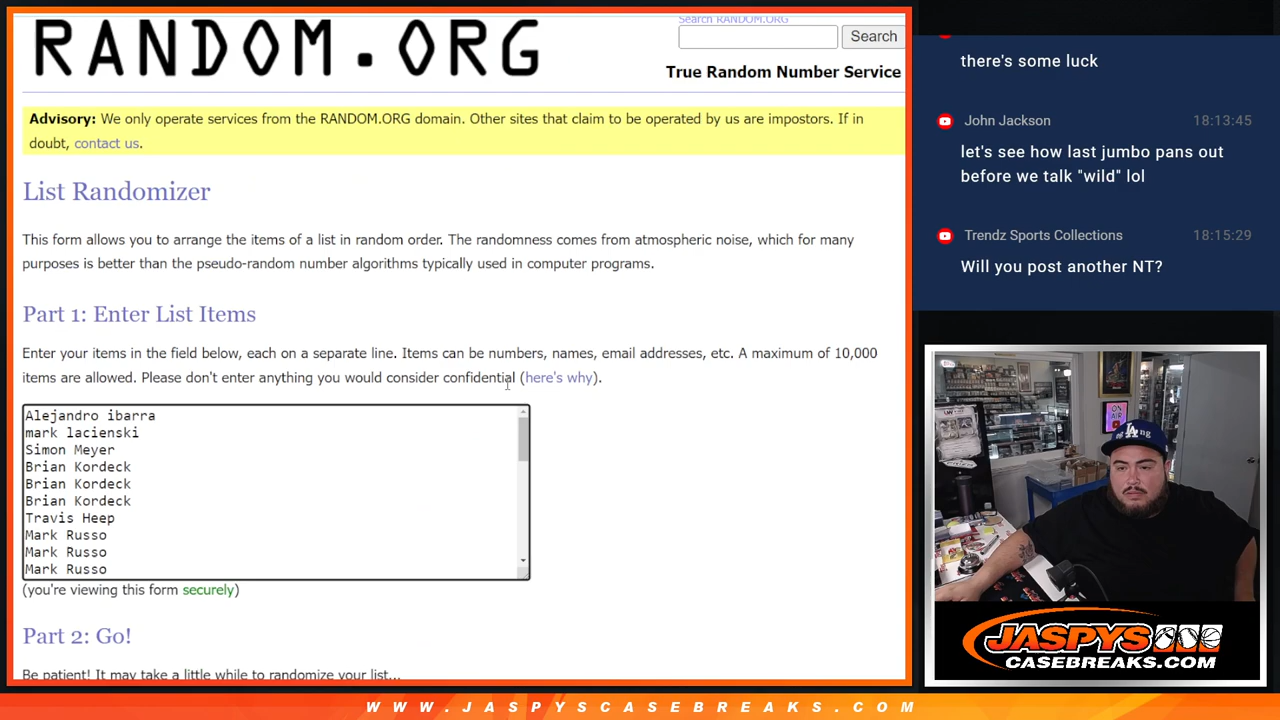 RANDOM.ORG
Search RANDOM.ORG
Search
True Random Number Service
Advisory: We only operate services from the RANDOM.ORG domain. Other sites that claim to be operated by us are impostors. If in
doubt, contact us.
List Randomizer
This form allows you to arrange the items of a list in random order. The randomness comes from atmospheric noise, which for many
purposes is better than the pseudo-random number algorithms typically used in computer programs.
Part 1: Enter List Items
Enter your items in the field below, each on a separate line. Items can be numbers, names, email addresses, etc. A maximum of 10,000
items are allowed. Please don't enter anything you would consider confidential (here's why).
Alejandro ibarra
mark lacienski
Simon Meyer
Brian Kordeck
Brian Kordeck
Brian Kordeck
Travis Heep
Mark Russo
Mark Russo
Mark Russo
(you're viewing this form securely)
Part 2: Go!
Be patient! It may take a little while to randomize your list...
there's some luck
John Jackson 18:13:45
let's see how last jumbo pans out
before we talk "wild" lol
Trendz Sports Collections 18:15:29
Will you post another NT?
ON AIR
JASPYS
CASEBREAKS.COM
WWW.JASPYSCASEBREAKS.COM